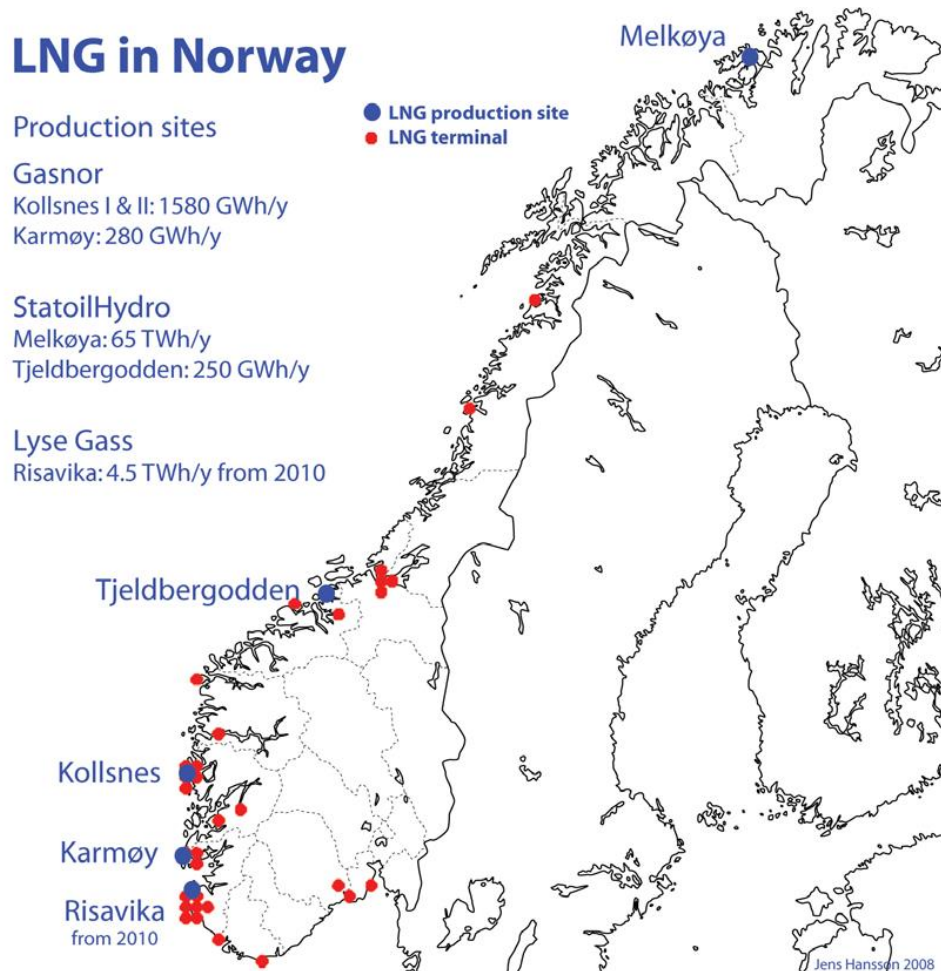 LNG in Norway
Production sites
Gasnor
Kollsnes I & II: 1580 GWh/y
Karmøy: 280 GWh/y
StatoilHydro
Melkøya: 65 TWh/y
Tjeldbergodden: 250 GWh/y
Lyse Gass
Risavika: 4.5 TWh/y from 2010
LNG production site
LNG terminal
Melkøya
Tjeldbergodden
Kollsnes
Karmøy
Risavika
from 2010
Jens Hansson 2008